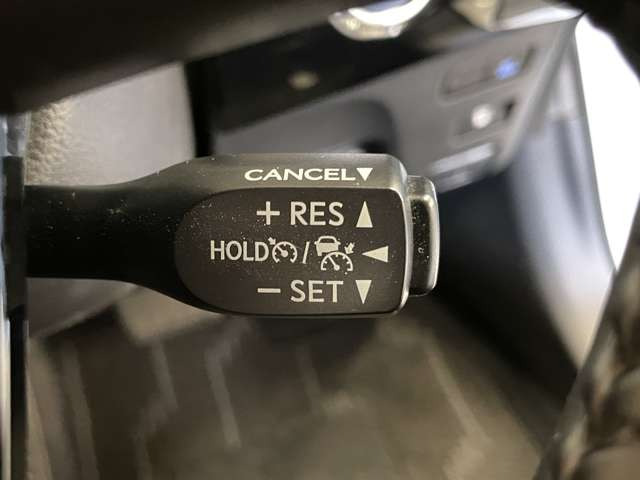 CANCEL▼
+ RES ▲
HOLD / ◀
− SET ▼